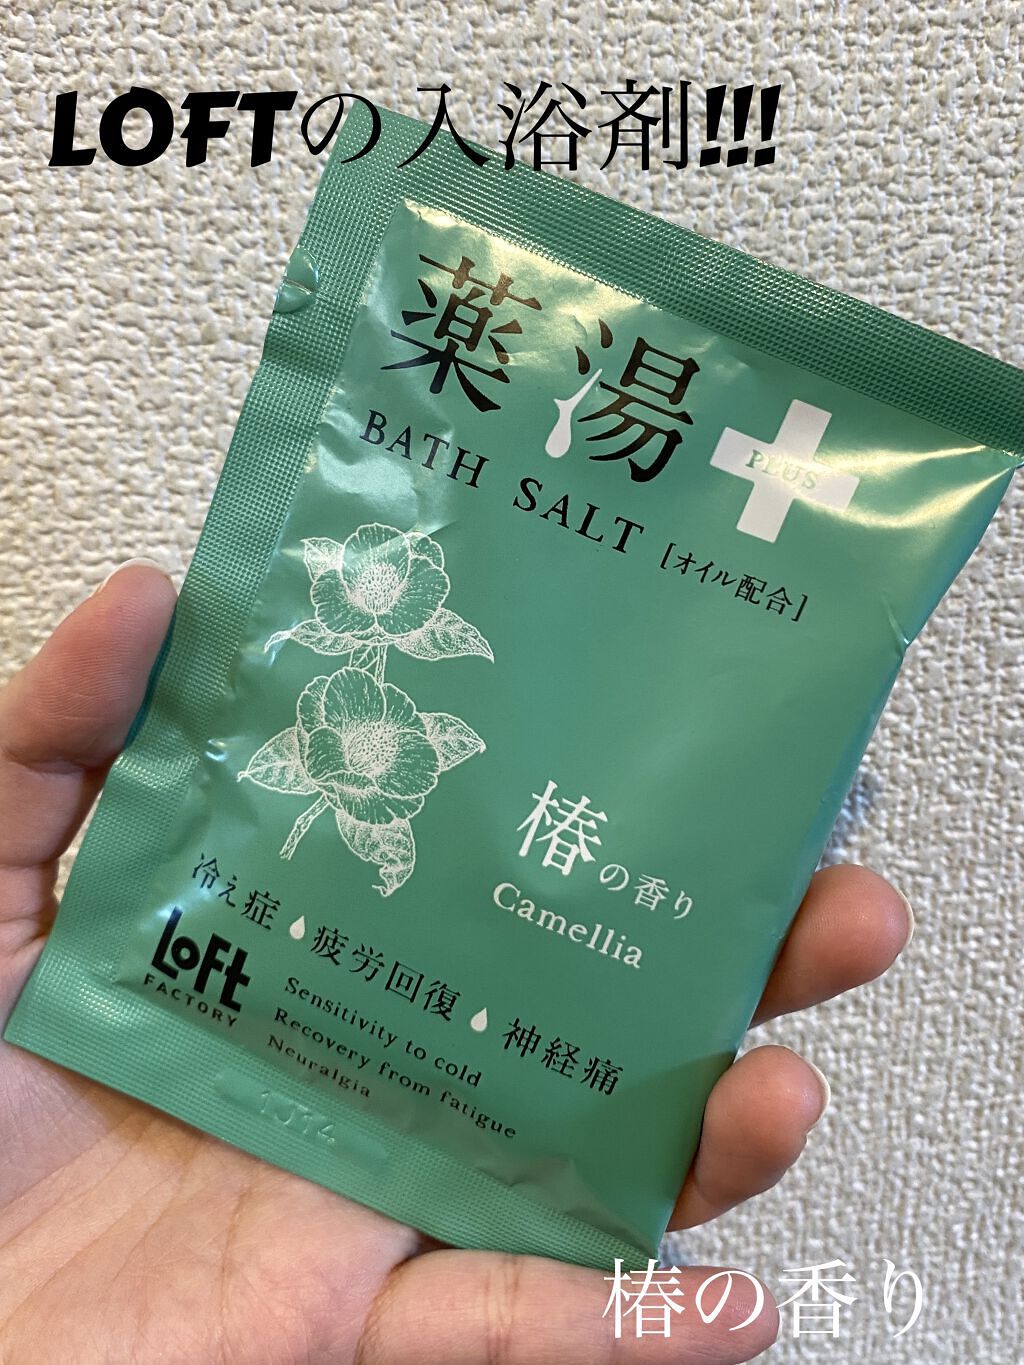 LOFTの入浴剤!!!
薬湯
PLUS
BATH SALT [オイル配合]
椿の香り
Camellia
冷え症 疲労回復 神経痛
LOFT
FACTORY
Sensitivity to cold
Recovery from fatigue
Neuralgia
1J14
椿の香り